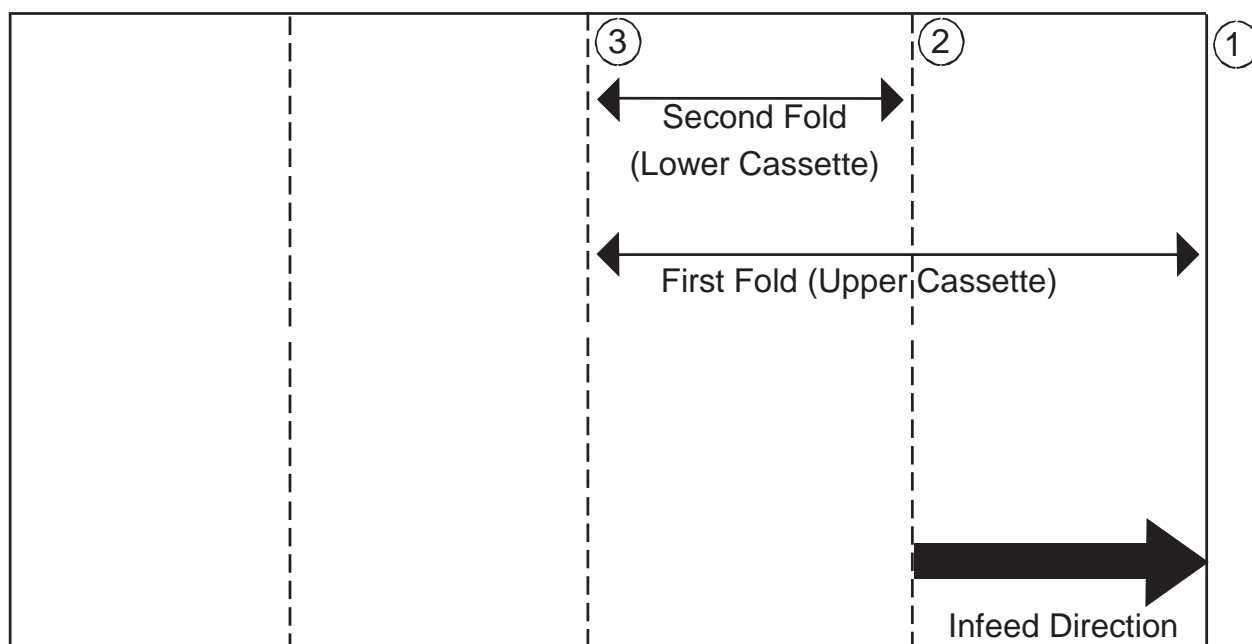 ③ ② ①
Second Fold
(Lower Cassette)
First Fold (Upper Cassette)
Infeed Direction